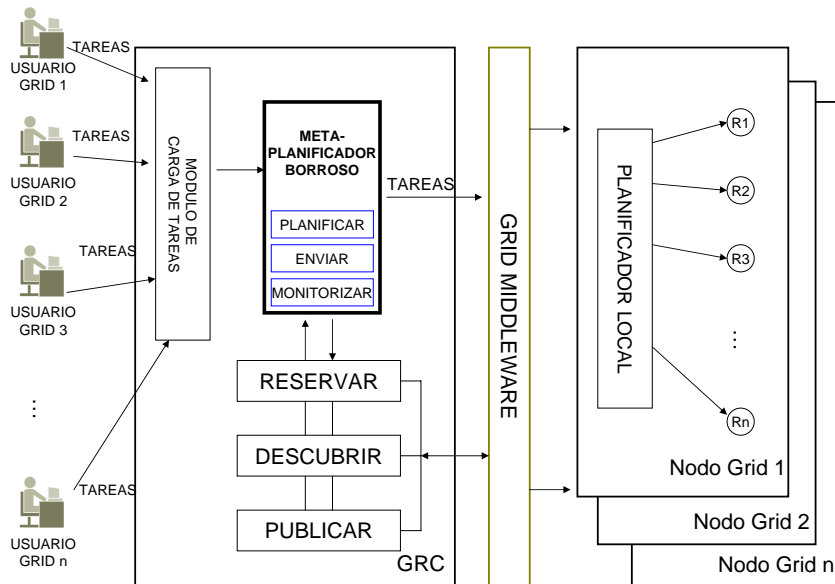 TAREAS
USUARIO
GRID 1
TAREAS
USUARIO
GRID 2
TAREAS
USUARIO
GRID 3
...
TAREAS
USUARIO
GRID n
MODULO DE
CARGA DE TAREAS
META-
PLANIFICADOR
BORROSO
PLANIFICAR
ENVIAR
MONITORIZAR
TAREAS
RESERVAR
DESCUBRIR
PUBLICAR
GRC
GRID MIDDLEWARE
PLANIFICADOR LOCAL
R1
R2
R3
...
Rn
Nodo Grid 1
Nodo Grid 2
Nodo Grid n